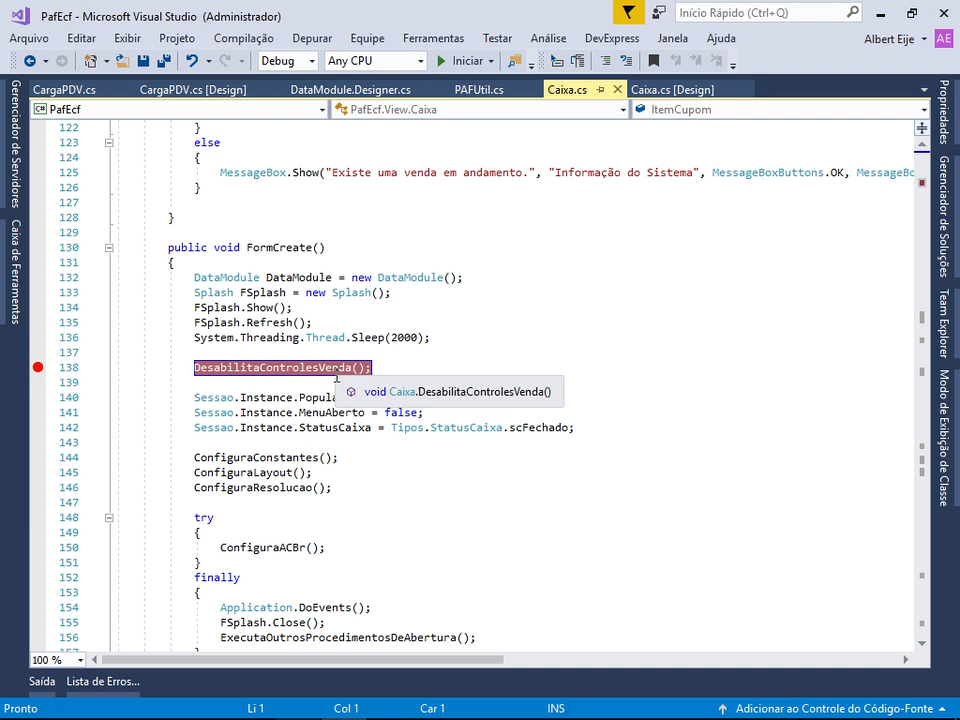 PafEcf - Microsoft Visual Studio (Administrador)
Início Rápido (Ctrl+Q)
Arquivo Editar Exibir Projeto Compilação Depurar Equipe Ferramentas Testar Análise DevExpress Janela Ajuda Albert Eije AE
Debug Any CPU Iniciar
CargaPDV.cs CargaPDV.cs [Design] DataModule.Designer.cs PAFUtil.cs Caixa.cs Caixa.cs [Design]
C# PafEcf PafEcf.View.Caixa ItemCupom
Gerenciador de Servidores
Caixa de Ferramentas
122 }
123 else
124 {
125 MessageBox.Show("Existe uma venda em andamento.", "Informação do Sistema", MessageBoxButtons.OK, MessageBo
126 }
127
128 }
129
130 public void FormCreate()
131 {
132 DataModule DataModule = new DataModule();
133 Splash FSplash = new Splash();
134 FSplash.Show();
135 FSplash.Refresh();
136 System.Threading.Thread.Sleep(2000);
137
138 DesabilitaControlesVenda();
139
void Caixa.DesabilitaControlesVenda()
140 Sessao.Instance.Popula
141 Sessao.Instance.MenuAberto = false;
142 Sessao.Instance.StatusCaixa = Tipos.StatusCaixa.scFechado;
143
144 ConfiguraConstantes();
145 ConfiguraLayout();
146 ConfiguraResolucao();
147
148 try
149 {
150 ConfiguraACBr();
151 }
152 finally
153 {
154 Application.DoEvents();
155 FSplash.Close();
156 ExecutaOutrosProcedimentosDeAbertura();
Propriedades
Gerenciador de Soluções
Team Explorer
Modo de Exibição de Classe
100 %
Saída Lista de Erros...
Pronto Li 1 Col 1 Car 1 INS Adicionar ao Controle do Código-Fonte